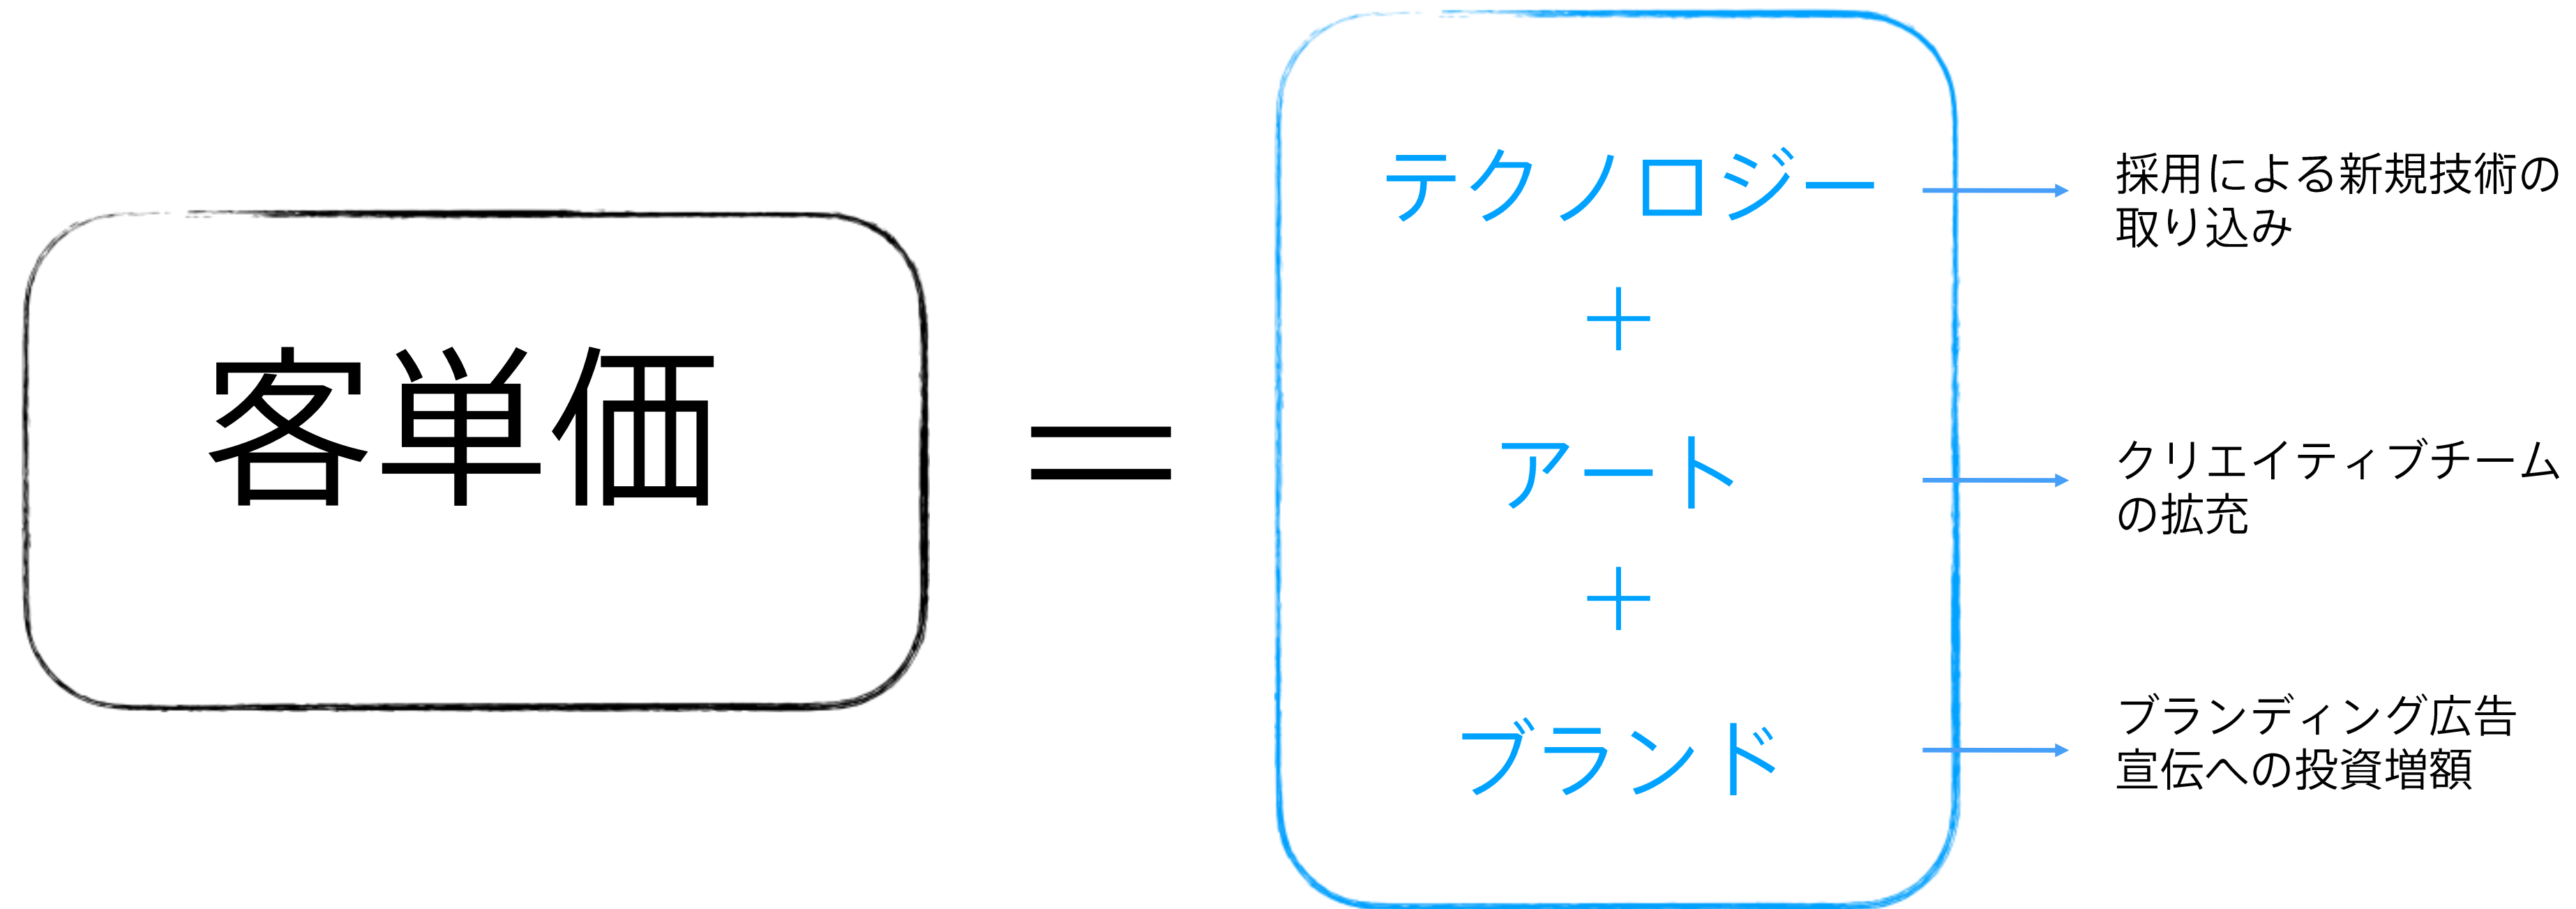 客単価
＝
テクノロジー
＋
アート
＋
ブランド
採用による新規技術の
取り込み
クリエイティブチーム
の拡充
ブランディング広告
宣伝への投資増額